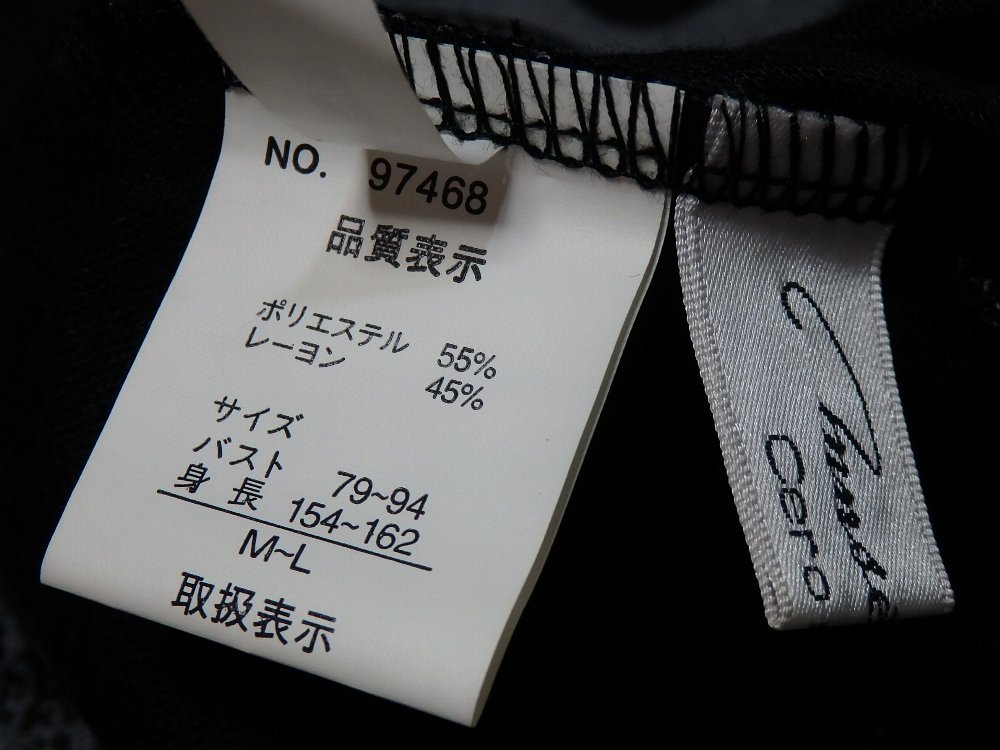 NO. 97468
品質表示
ポリエステル 55%
レーヨン 45%
サイズ
バスト 79~94
身長 154~162
M~L
取扱表示
Cero